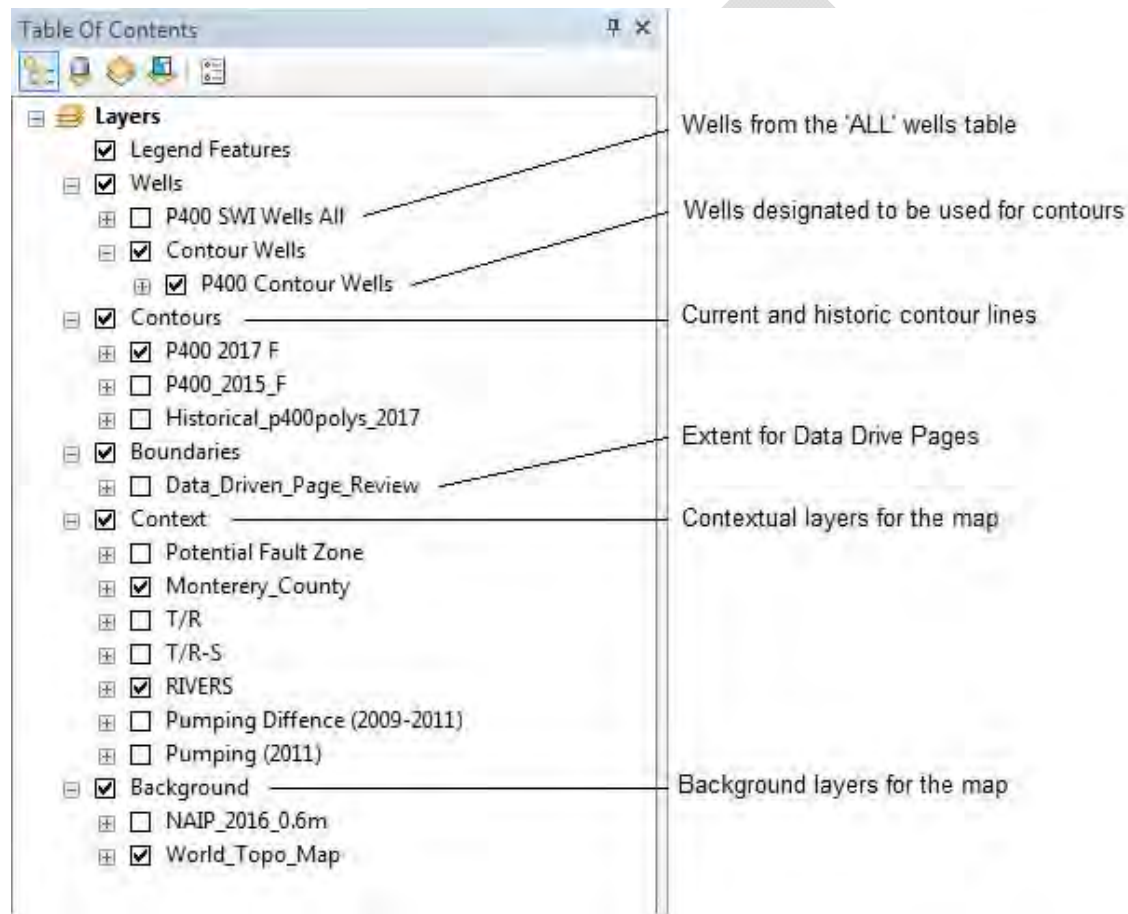 Table Of Contents
Layers
Legend Features
Wells
P400 SWI Wells All
Contour Wells
P400 Contour Wells
Contours
P400 2017 F
P400_2015_F
Historical_p400polys_2017
Boundaries
Data_Driven_Page_Review
Context
Potential Fault Zone
Monterery_County
T/R
T/R-S
RIVERS
Pumping Diffence (2009-2011)
Pumping (2011)
Background
NAIP_2016_0.6m
World_Topo_Map
Wells from the 'ALL' wells table
Wells designated to be used for contours
Current and historic contour lines
Extent for Data Drive Pages
Contextual layers for the map
Background layers for the map